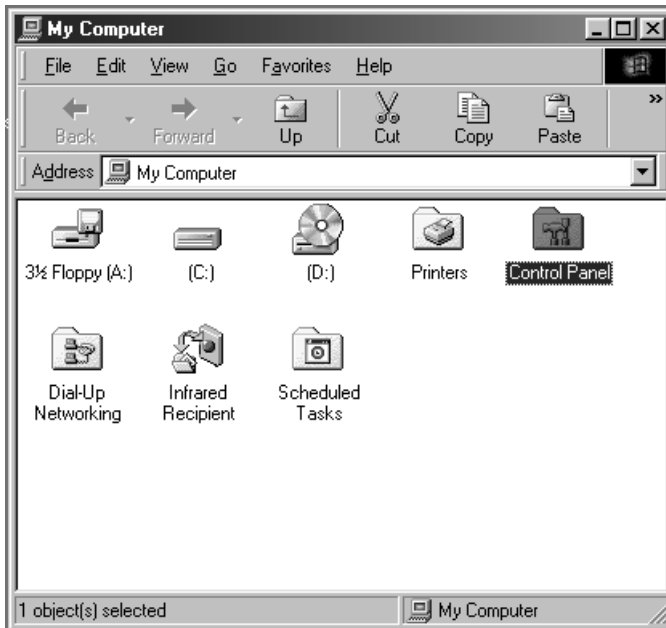 My Computer
File Edit View Go Favorites Help
Back Forward Up Cut Copy Paste »
Address My Computer
3½ Floppy (A:) (C:) (D:) Printers Control Panel
Dial-Up Networking Infrared Recipient Scheduled Tasks
1 object(s) selected My Computer